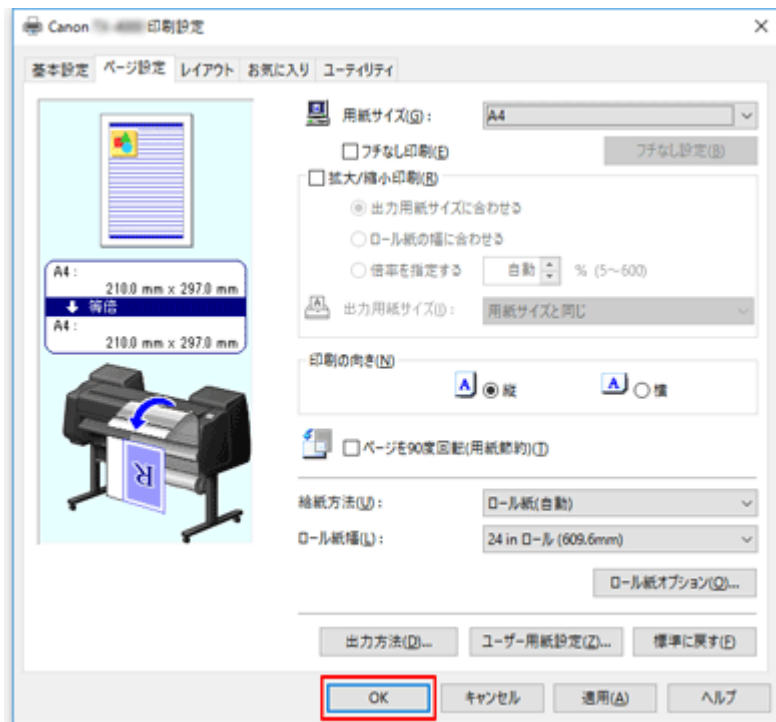 Canon 印刷設定
基本設定 ページ設定 レイアウト お気に入り ユーティリティ
用紙サイズ(G): A4
フチなし印刷(E) フチなし設定(B)
拡大/縮小印刷(R)
出力用紙サイズに合わせる
ロール紙の幅に合わせる
倍率を指定する 自動 % (5～600)
出力用紙サイズ(I): 用紙サイズと同じ
A4 :
210.0 mm x 297.0 mm
等倍
A4 :
210.0 mm x 297.0 mm
R
印刷の向き(N)
A 縦 A 横
ページを90度回転(用紙節約)(T)
給紙方法(U): ロール紙(自動)
ロール紙幅(L): 24 in ロール (609.6mm)
ロール紙オプション(O)...
出力方法(D)... ユーザー用紙設定(Z)... 標準に戻す(F)
OK キャンセル 適用(A) ヘルプ